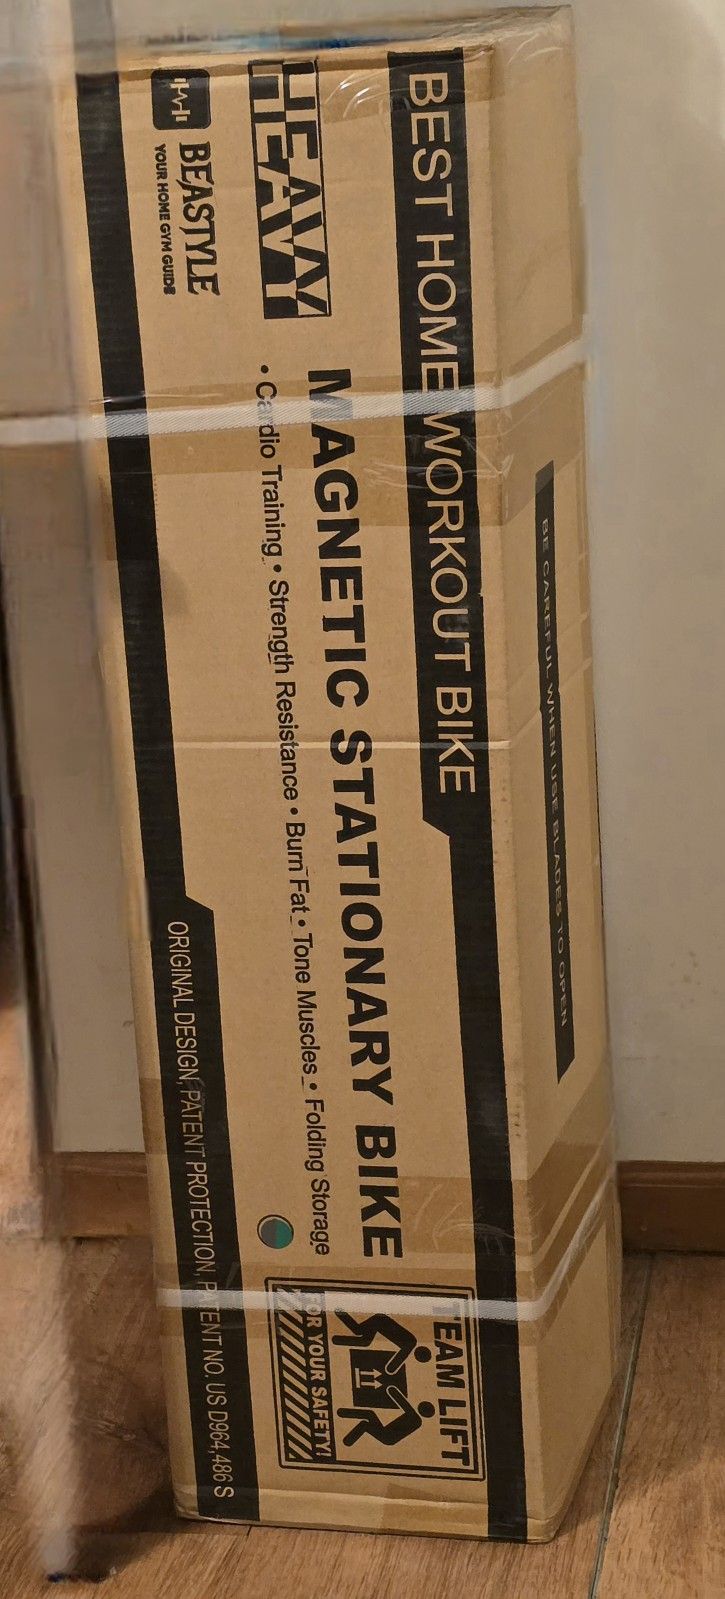 BEST HOME WORKOUT BIKE
HEAVY
MAGNETIC STATIONARY BIKE
• Cardio Training • Strength Resistance • Burn Fat • Tone Muscles • Folding Storage
BEASTYLE
YOUR HOME GYM GUIDE
TEAM LIFT
FOR YOUR SAFETY!
ORIGINAL DESIGN, PATENT PROTECTION, PATENT NO. US D964,486 S
BE CAREFUL WHEN USE BLADES TO OPEN